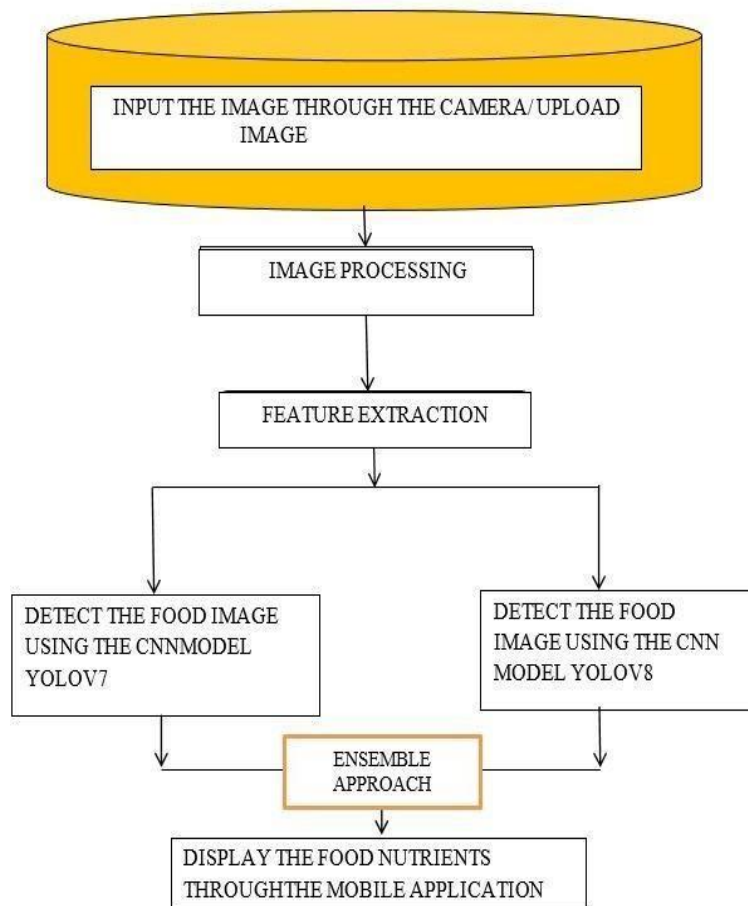 INPUT THE IMAGE THROUGH THE CAMERA/ UPLOAD
IMAGE
IMAGE PROCESSING
FEATURE EXTRACTION
DETECT THE FOOD IMAGE
USING THE CNNMODEL
YOLOV7
DETECT THE FOOD
IMAGE USING THE CNN
MODEL YOLOV8
ENSEMBLE
APPROACH
DISPLAY THE FOOD NUTRIENTS
THROUGHTHE MOBILE APPLICATION